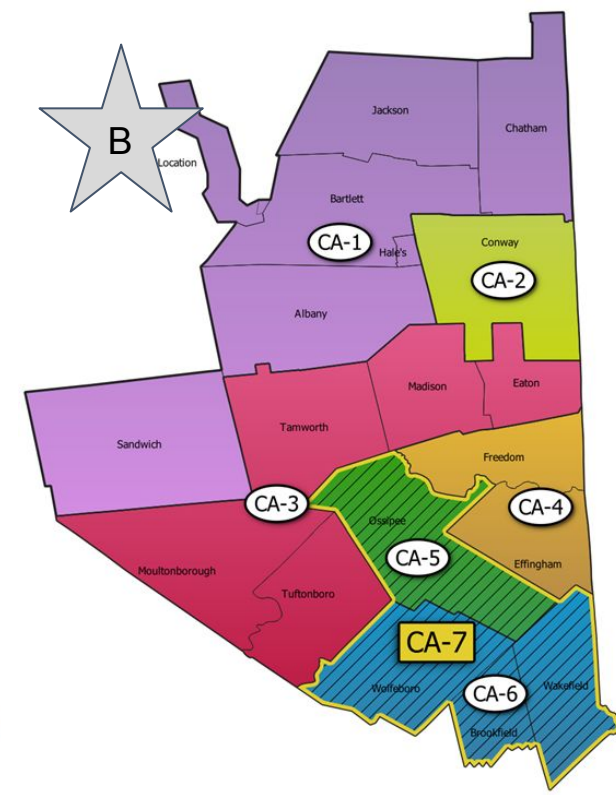 B
Jackson
Chatham
Location
Bartlett
CA-1
Hale's
Conway
CA-2
Albany
Madison
Eaton
Tamworth
Sandwich
Freedom
CA-3
CA-4
Ossipee
CA-5
Effingham
Moultonborough
Tuftonboro
CA-7
Wolfeboro
CA-6
Wakefield
Brookfield